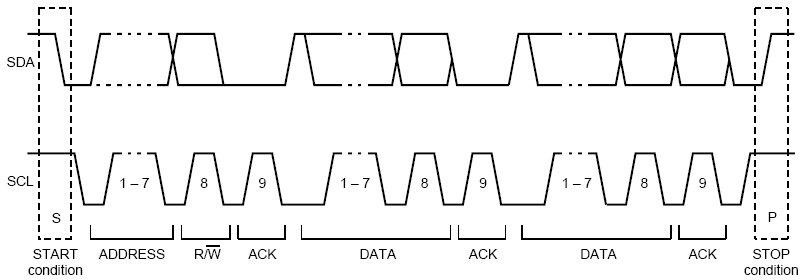 SDA
SCL
1 – 7 8 9 1 – 7 8 9 1 – 7 8 9
S P
START condition ADDRESS R/W̅ ACK DATA ACK DATA ACK STOP condition